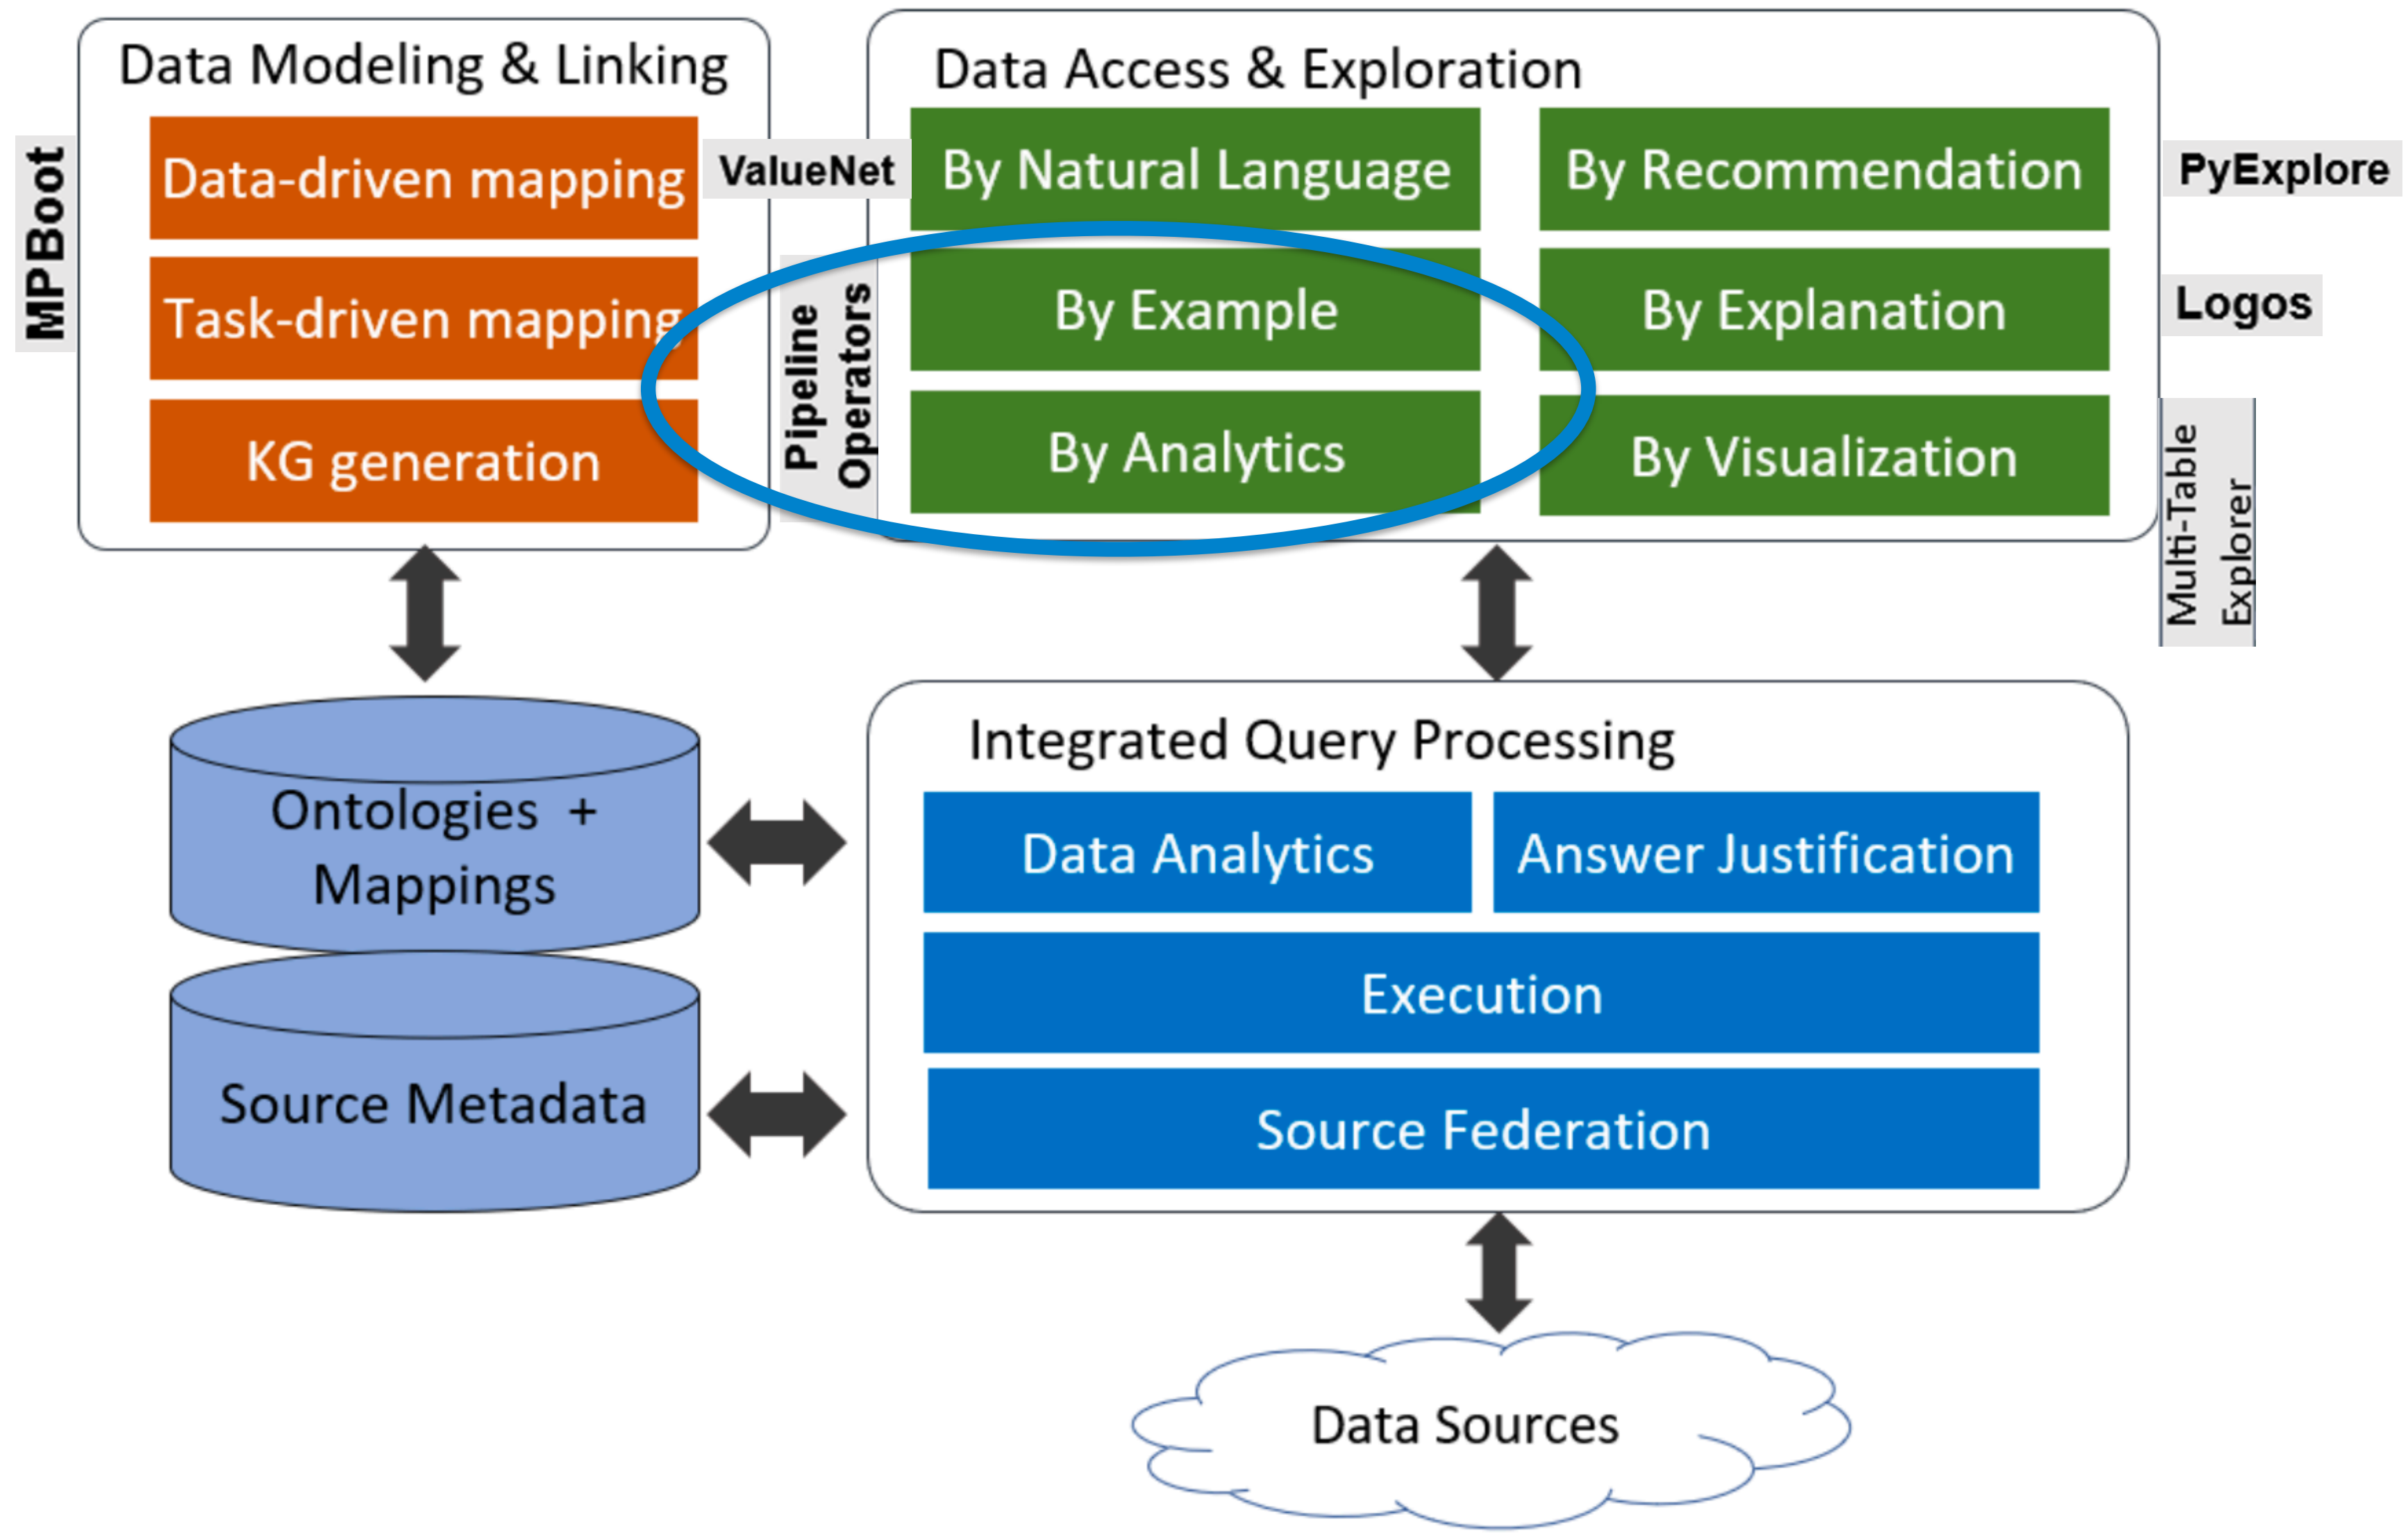 Data Modeling & Linking
MPBoot
Data-driven mapping
Task-driven mapping
KG generation
ValueNet
Pipeline
Operators
Data Access & Exploration
By Natural Language
By Recommendation
By Example
By Explanation
By Analytics
By Visualization
PyExplore
Logos
Multi-Table
Explorer
Ontologies +
Mappings
Source Metadata
Integrated Query Processing
Data Analytics
Answer Justification
Execution
Source Federation
Data Sources